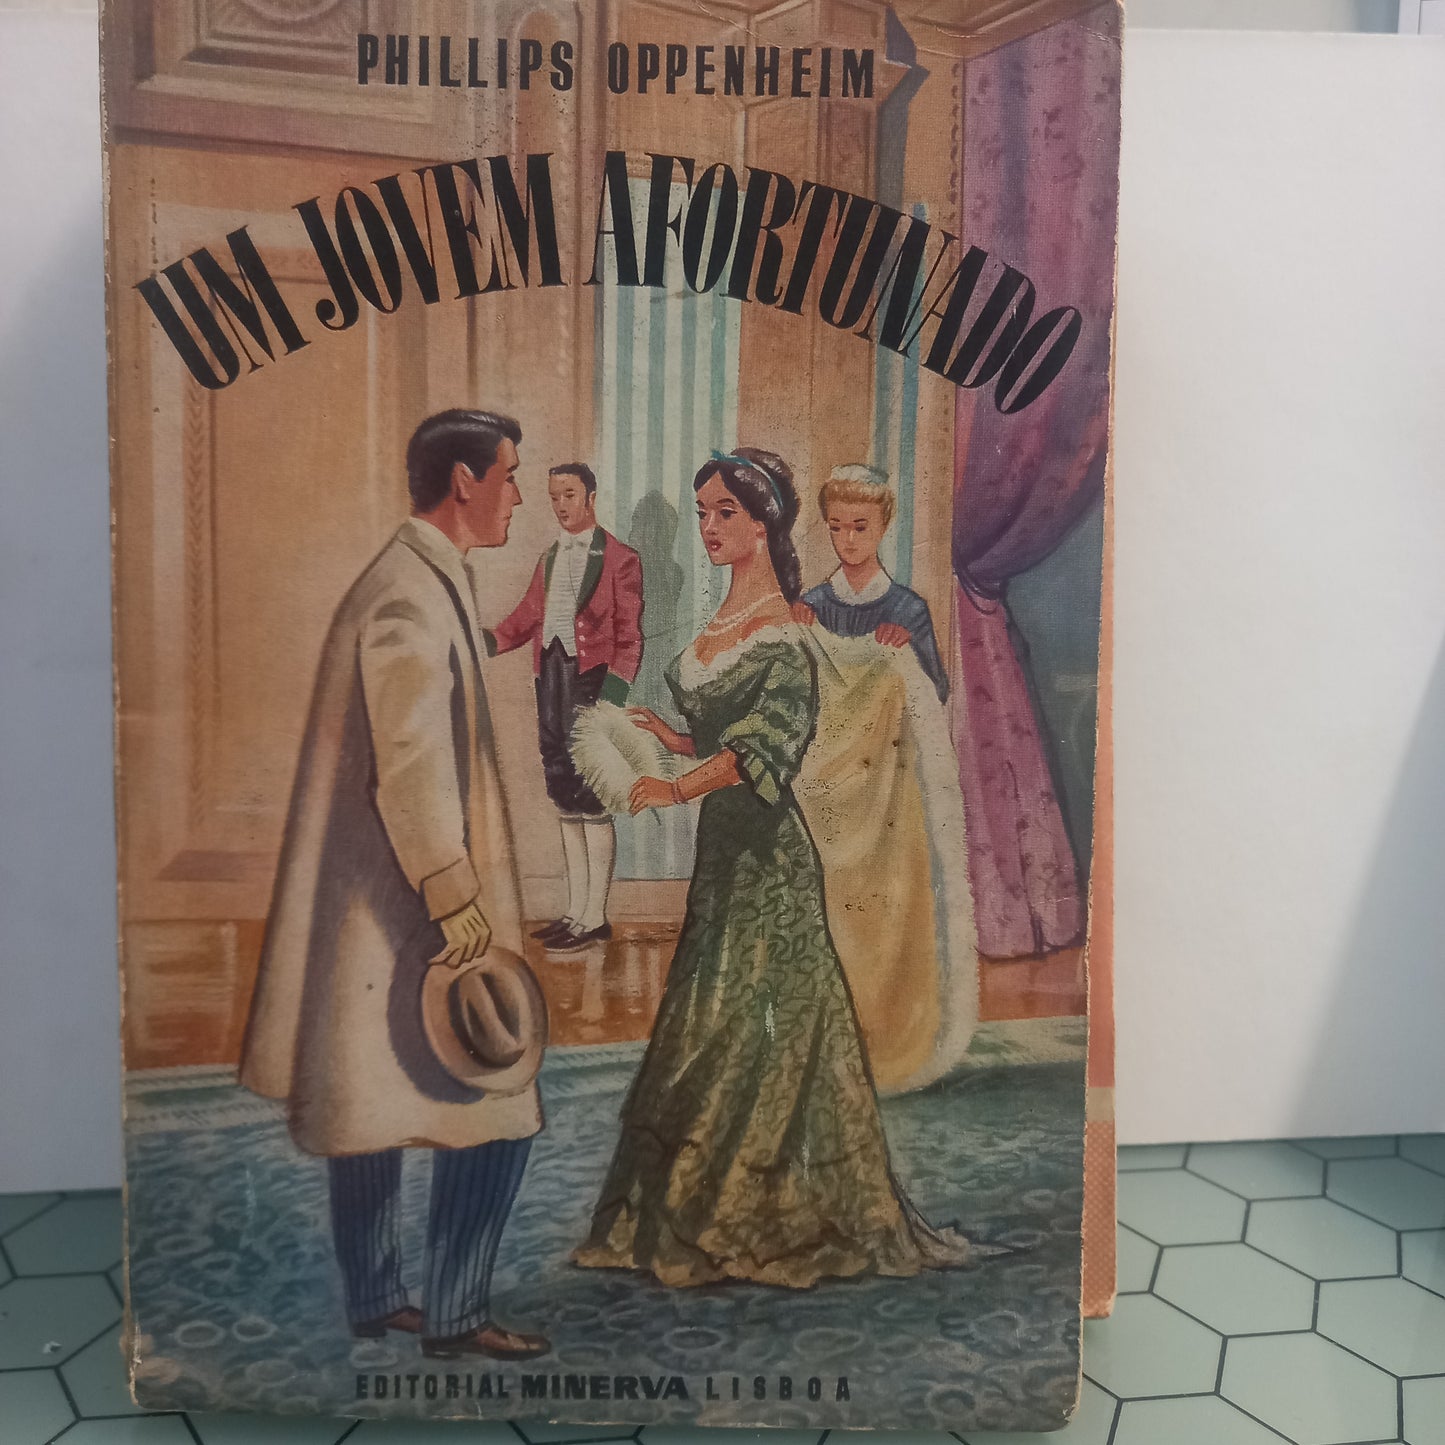 PHILLIPS OPPENHEIM
UM JOVEM AFORTUNADO
EDITORIAL MINERVA LISBOA